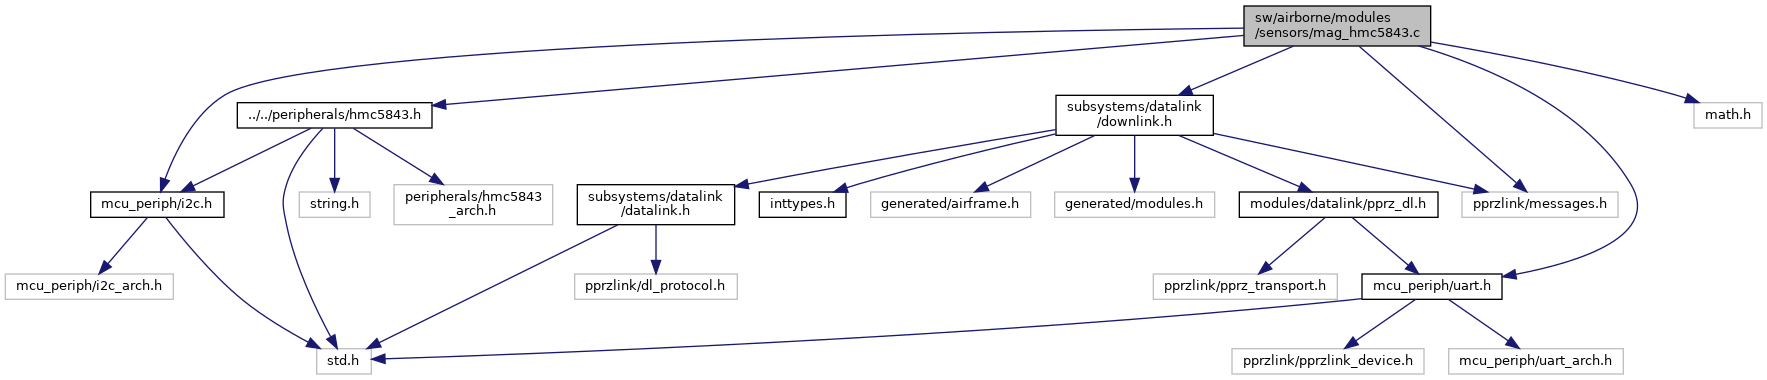 sw/airborne/modules
/sensors/mag_hmc5843.c
../../peripherals/hmc5843.h
subsystems/datalink
/downlink.h
math.h
mcu_periph/i2c.h
string.h
peripherals/hmc5843
_arch.h
subsystems/datalink
/datalink.h
inttypes.h
generated/airframe.h
generated/modules.h
modules/datalink/pprz_dl.h
pprzlink/messages.h
mcu_periph/i2c_arch.h
pprzlink/dl_protocol.h
pprzlink/pprz_transport.h
mcu_periph/uart.h
std.h
pprzlink/pprzlink_device.h
mcu_periph/uart_arch.h